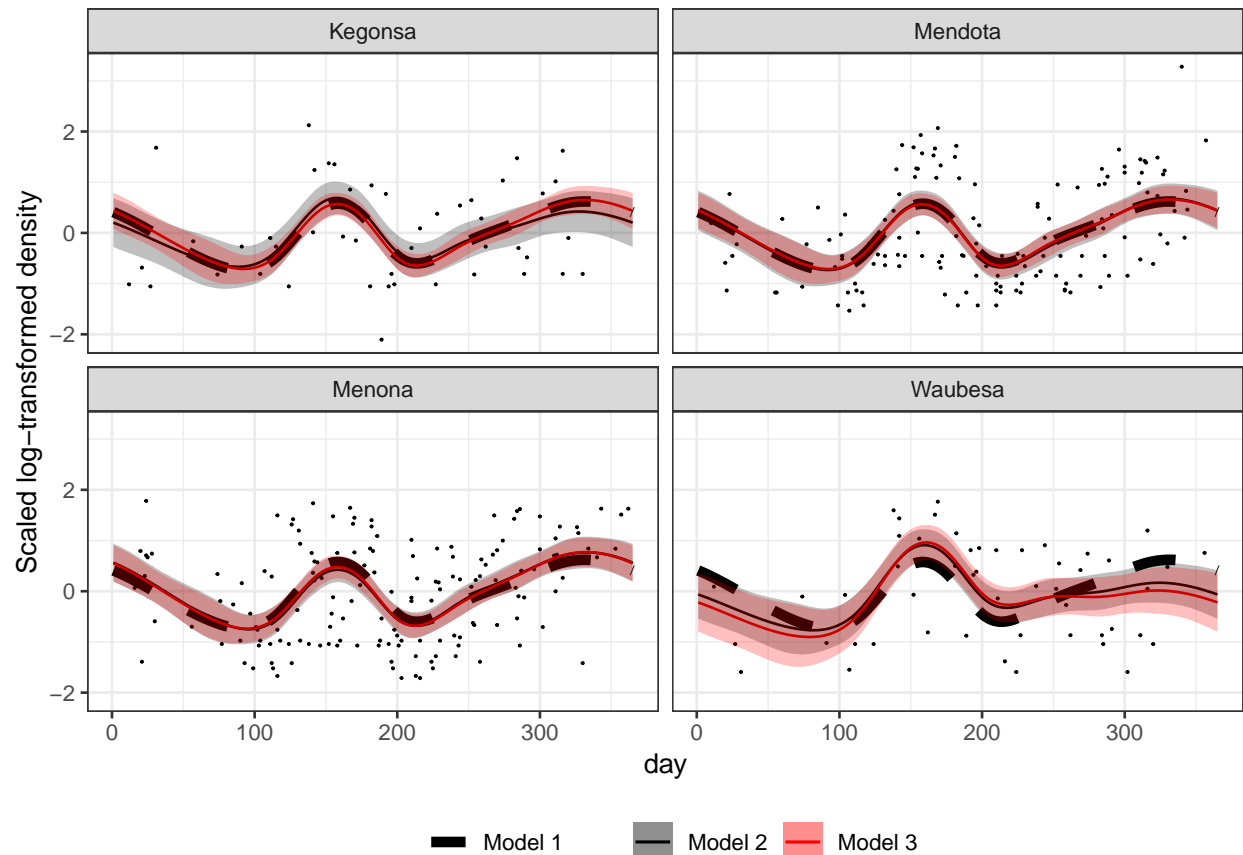 Kegonsa Mendota
2
0
−2
Menona Waubesa
2
0
−2
0 100 200 300 0 100 200 300
day
Scaled log−transformed density
Model 1 Model 2 Model 3